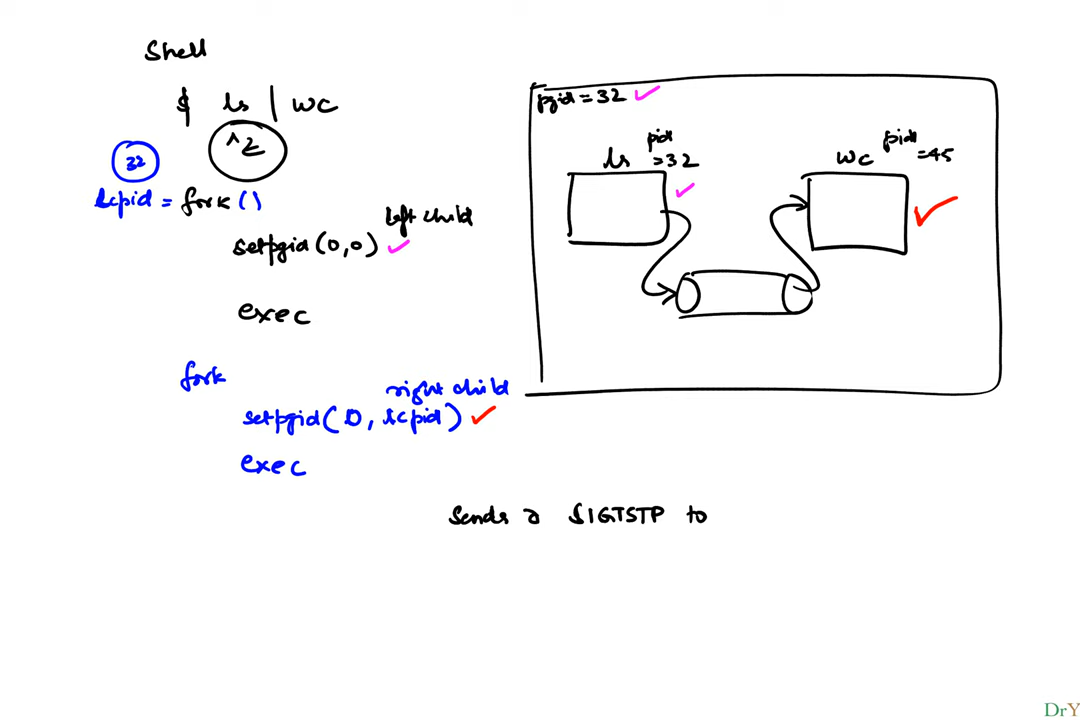 Shell
$ ls | wc
^Z
32
lcpid = fork ()
left child
setpgid (0,0) ✓
exec
fork
right child
setpgid (0, lcpid) ✓
exec
Sends a SIGTSTP to
pgid = 32 ✓
ls pid = 32
wc pid = 45
DrY